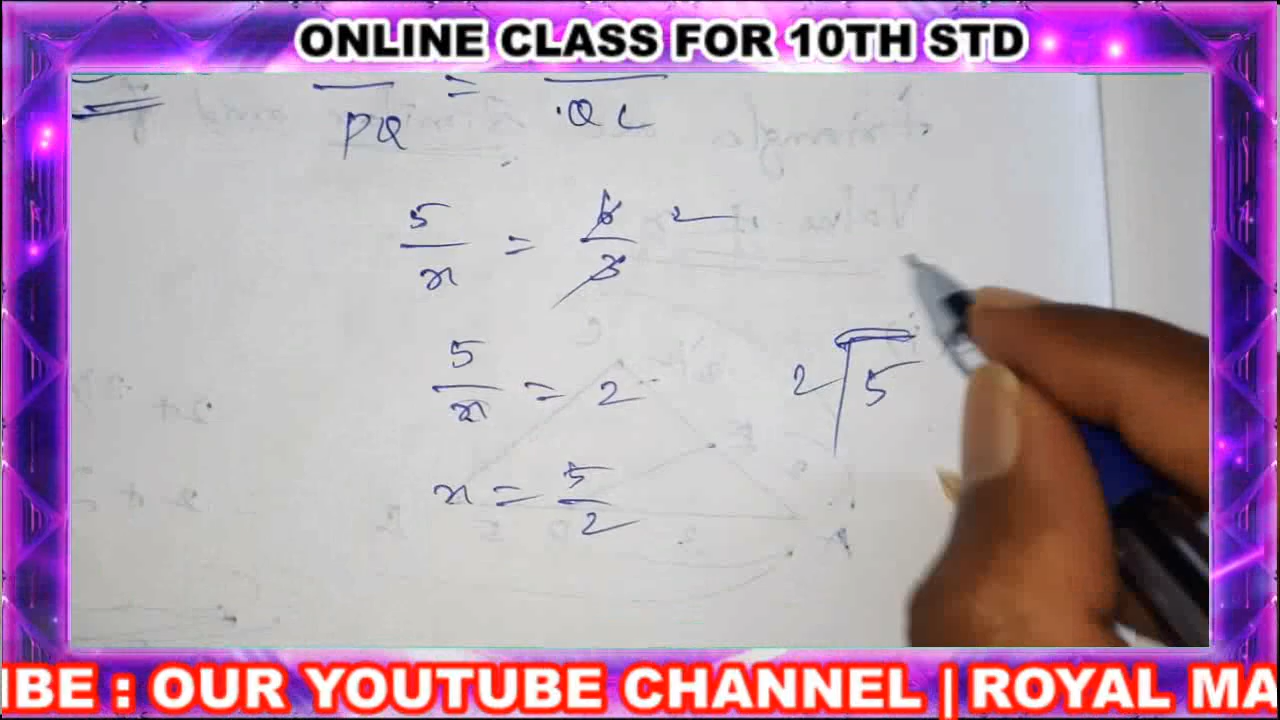 ONLINE CLASS FOR 10TH STD
PQ = QL
5/x = 6/3 2
5/x = 2
2 5
x = 5/2
IBE : OUR YOUTUBE CHANNEL | ROYAL MA